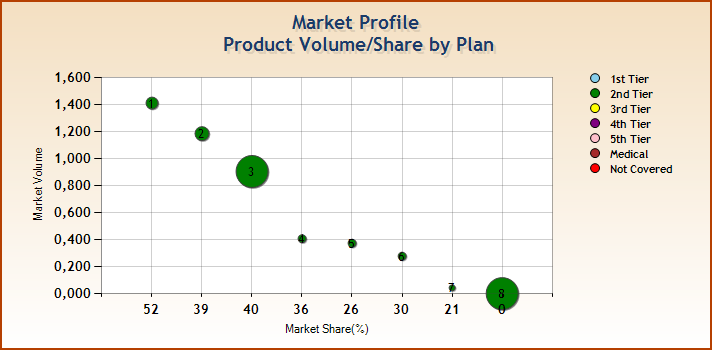 Market Profile
Product Volume/Share by Plan
1,600
1,400
1,200
1,000
0,800
0,600
0,400
0,200
0,000
Market Volume
1
2
3
4
5
6
7
8
52 39 40 36 26 30 21 0
Market Share(%)
1st Tier
2nd Tier
3rd Tier
4th Tier
5th Tier
Medical
Not Covered